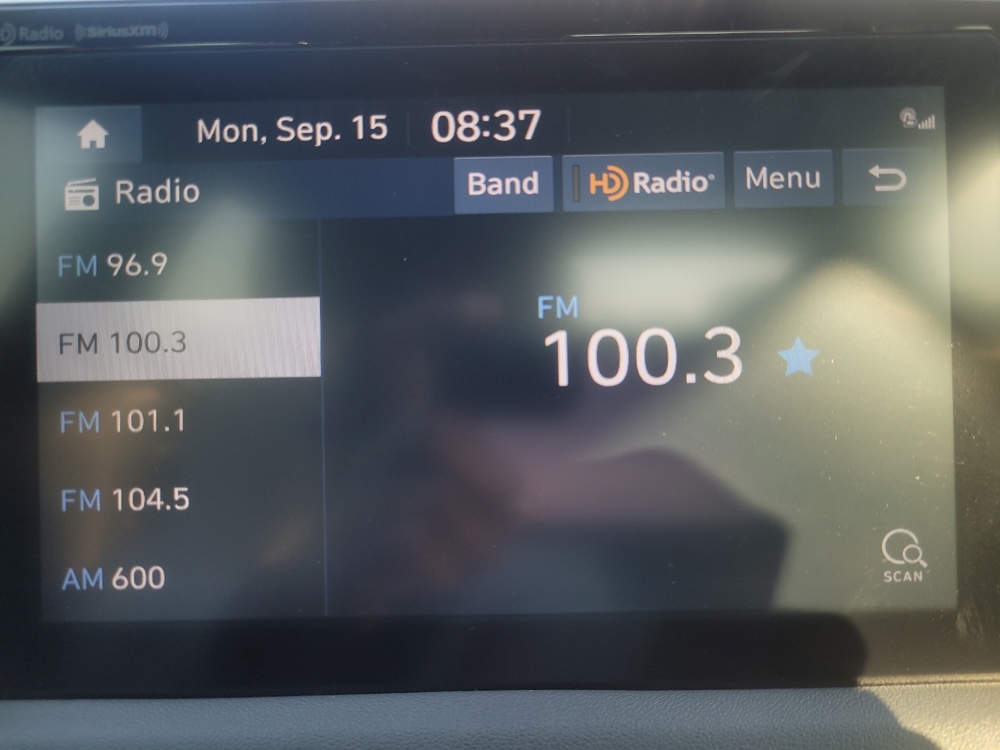 HD Radio SiriusXM
Mon, Sep. 15 08:37
Radio Band HD Radio® Menu
FM 96.9
FM 100.3
FM 101.1
FM 104.5
AM 600
FM
100.3
SCAN